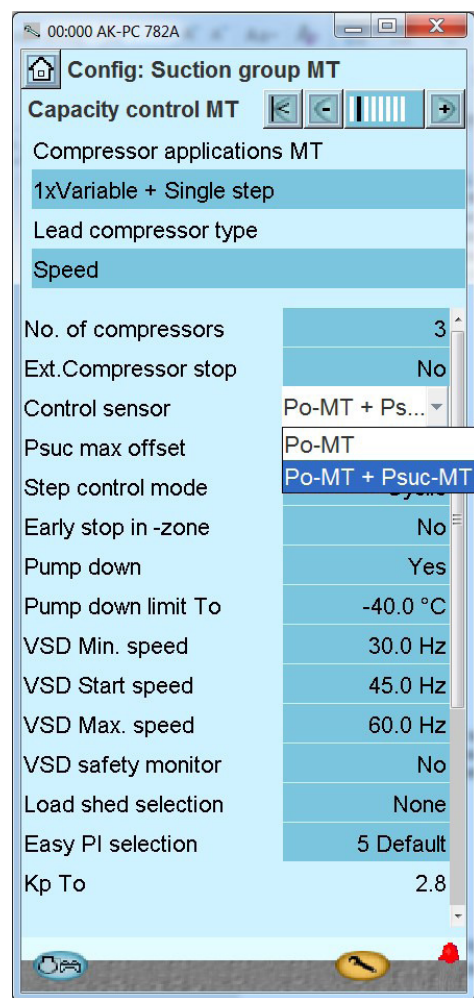 00:000 AK-PC 782A
Config: Suction group MT
Capacity control MT
Compressor applications MT
1xVariable + Single step
Lead compressor type
Speed
No. of compressors 3
Ext.Compressor stop No
Control sensor Po-MT + Ps...
Psuc max offset Po-MT
Po-MT + Psuc-MT
Step control mode
Early stop in -zone No
Pump down Yes
Pump down limit To -40.0 °C
VSD Min. speed 30.0 Hz
VSD Start speed 45.0 Hz
VSD Max. speed 60.0 Hz
VSD safety monitor No
Load shed selection None
Easy PI selection 5 Default
Kp To 2.8